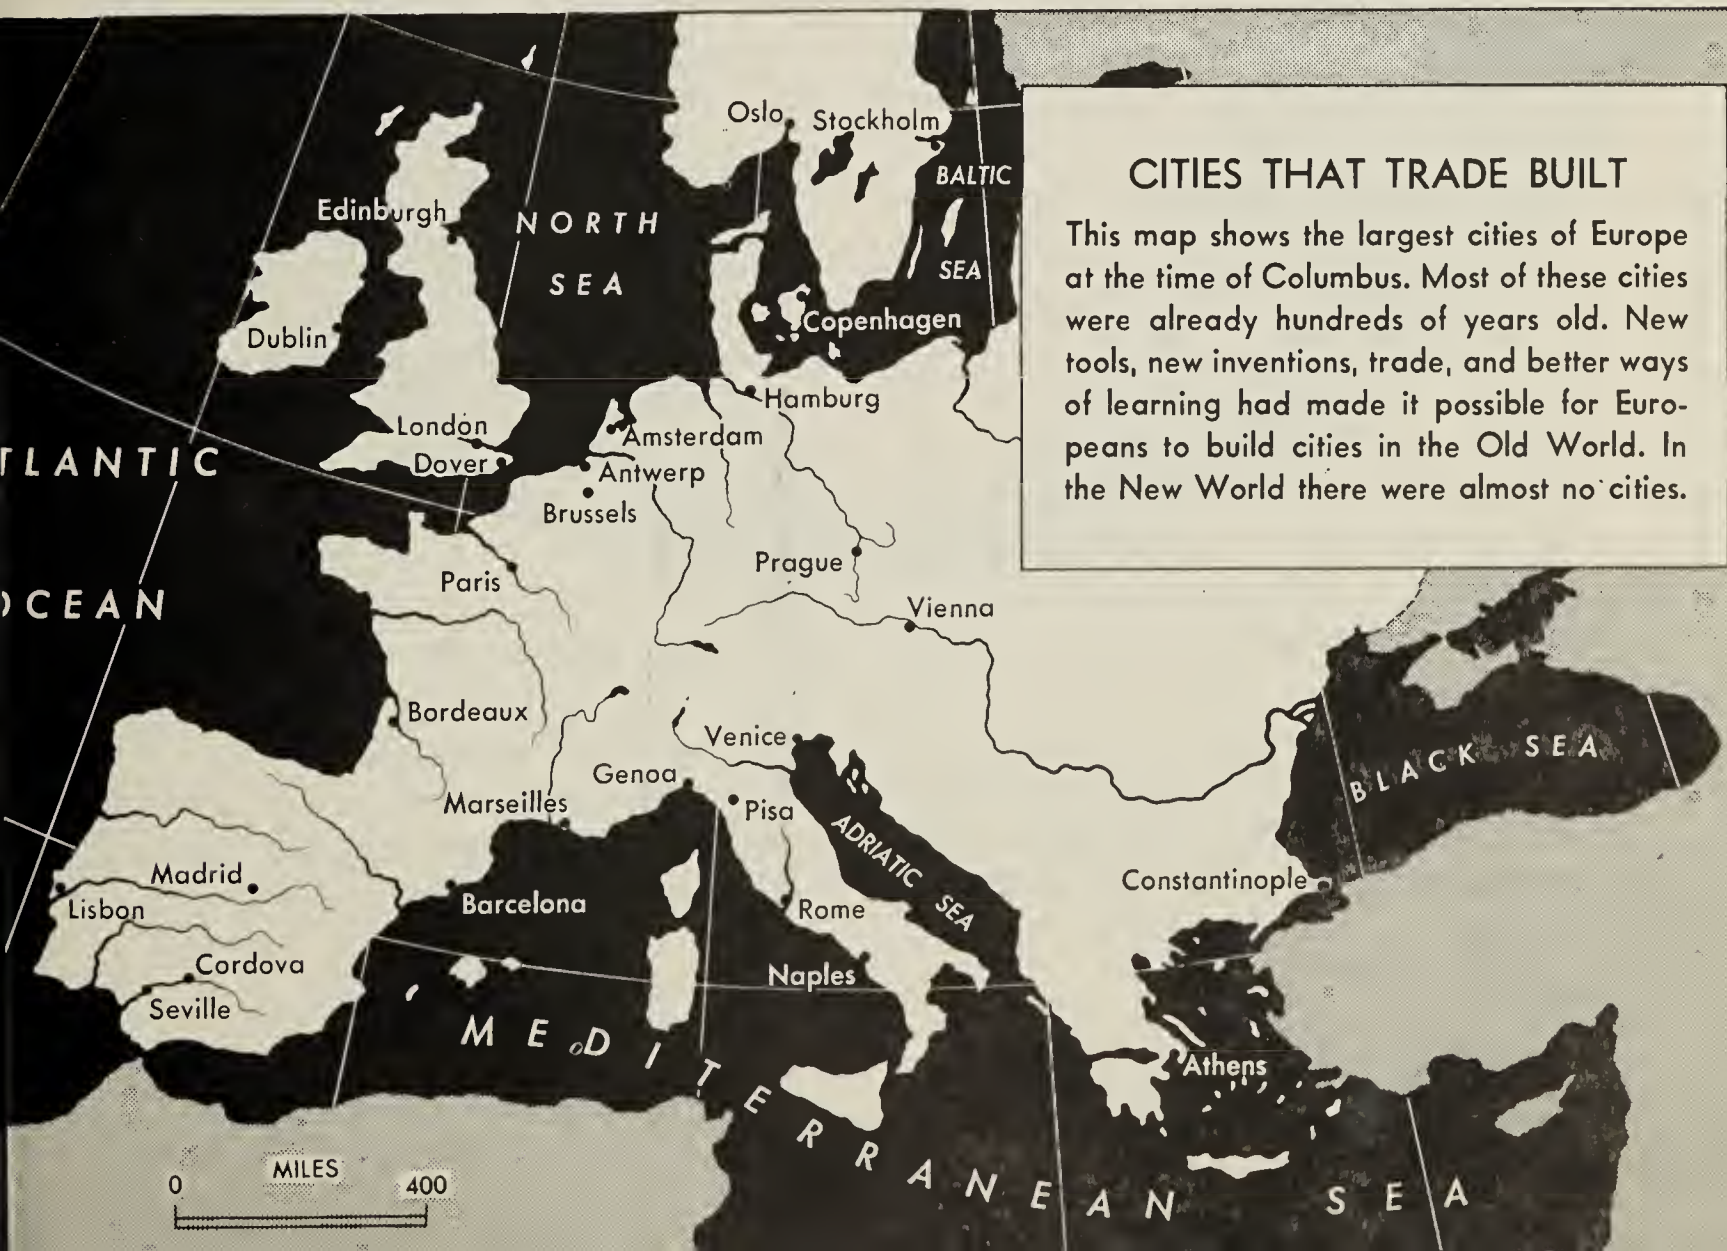 CITIES THAT TRADE BUILT
This map shows the largest cities of Europe
at the time of Columbus. Most of these cities
were already hundreds of years old. New
tools, new inventions, trade, and better ways
of learning had made it possible for Euro-
peans to build cities in the Old World. In
the New World there were almost no cities.
Oslo
Stockholm
BALTIC
SEA
Edinburgh
NORTH
SEA
Dublin
Copenhagen
Hamburg
London
Amsterdam
Dover
Antwerp
TLANTIC
OCEAN
Brussels
Prague
Paris
Vienna
Bordeaux
Venice
BLACK SEA
Genoa
Marseilles
Pisa
ADRIATIC
SEA
Madrid
Constantinople
Lisbon
Barcelona
Rome
Cordova
Naples
Seville
MEDITERRANEAN SEA
Athens
MILES
0 400